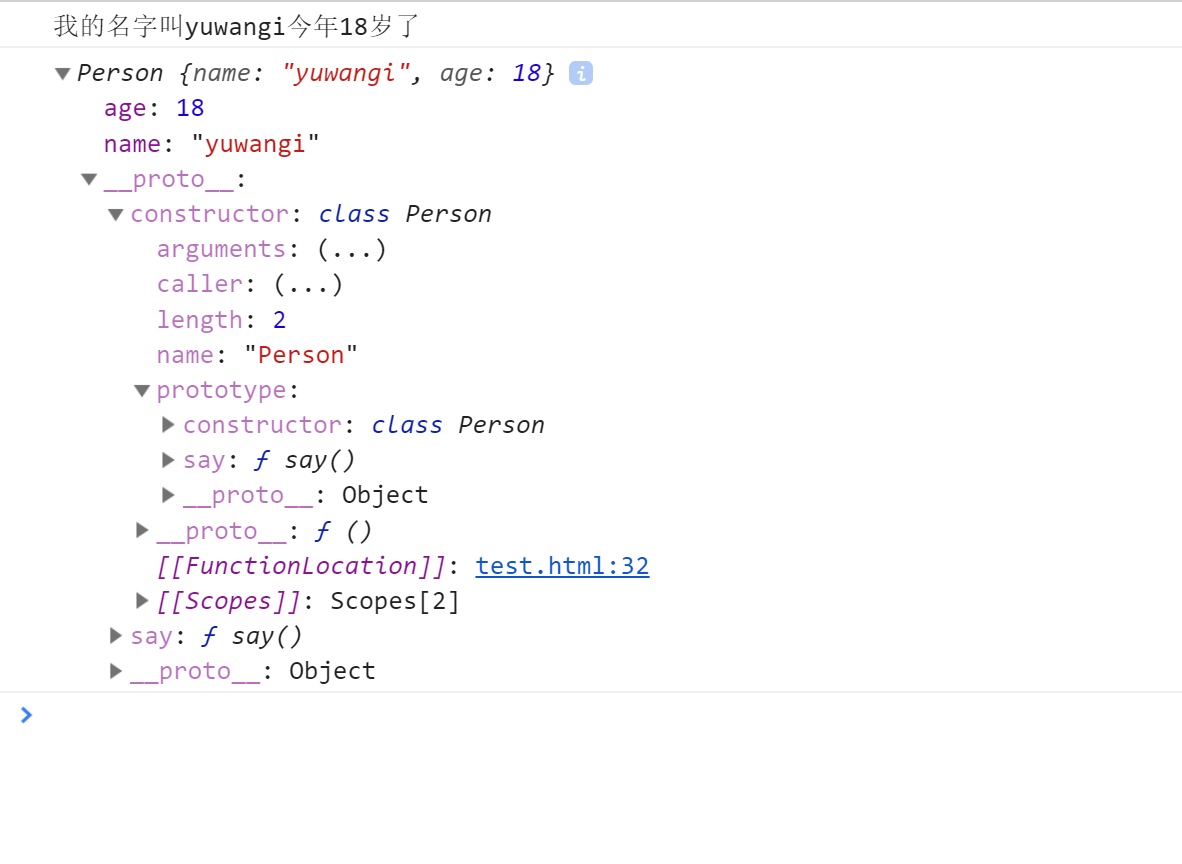 我的名字叫yuwangi今年18岁了
Person {name: "yuwangi", age: 18} i
age: 18
name: "yuwangi"
__proto__:
constructor: class Person
arguments: (...)
caller: (...)
length: 2
name: "Person"
prototype:
constructor: class Person
say: ƒ say()
__proto__: Object
__proto__: ƒ ()
[[FunctionLocation]]: test.html:32
[[Scopes]]: Scopes[2]
say: ƒ say()
__proto__: Object